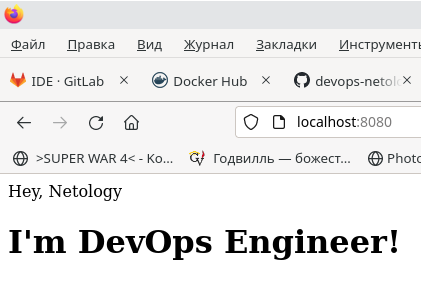 Файл Правка Вид Журнал Закладки Инструменты
IDE · GitLab Docker Hub devops-netol
localhost:8080
>SUPER WAR 4< - Ko... Годвилль — божест... Photo
Hey, Netology
I'm DevOps Engineer!